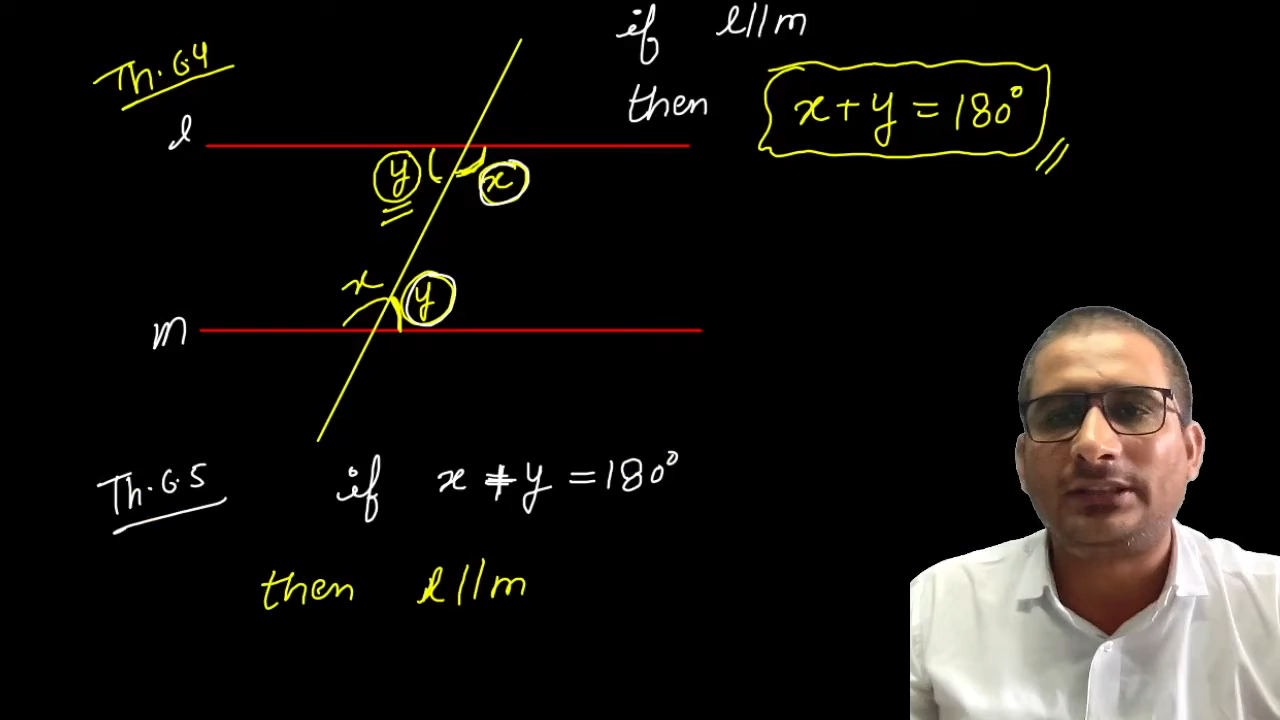 if l//m
Th. 6.4
then x + y = 180°
l
y x
x y
m
Th. 6.5 if x + y = 180°
then l//m